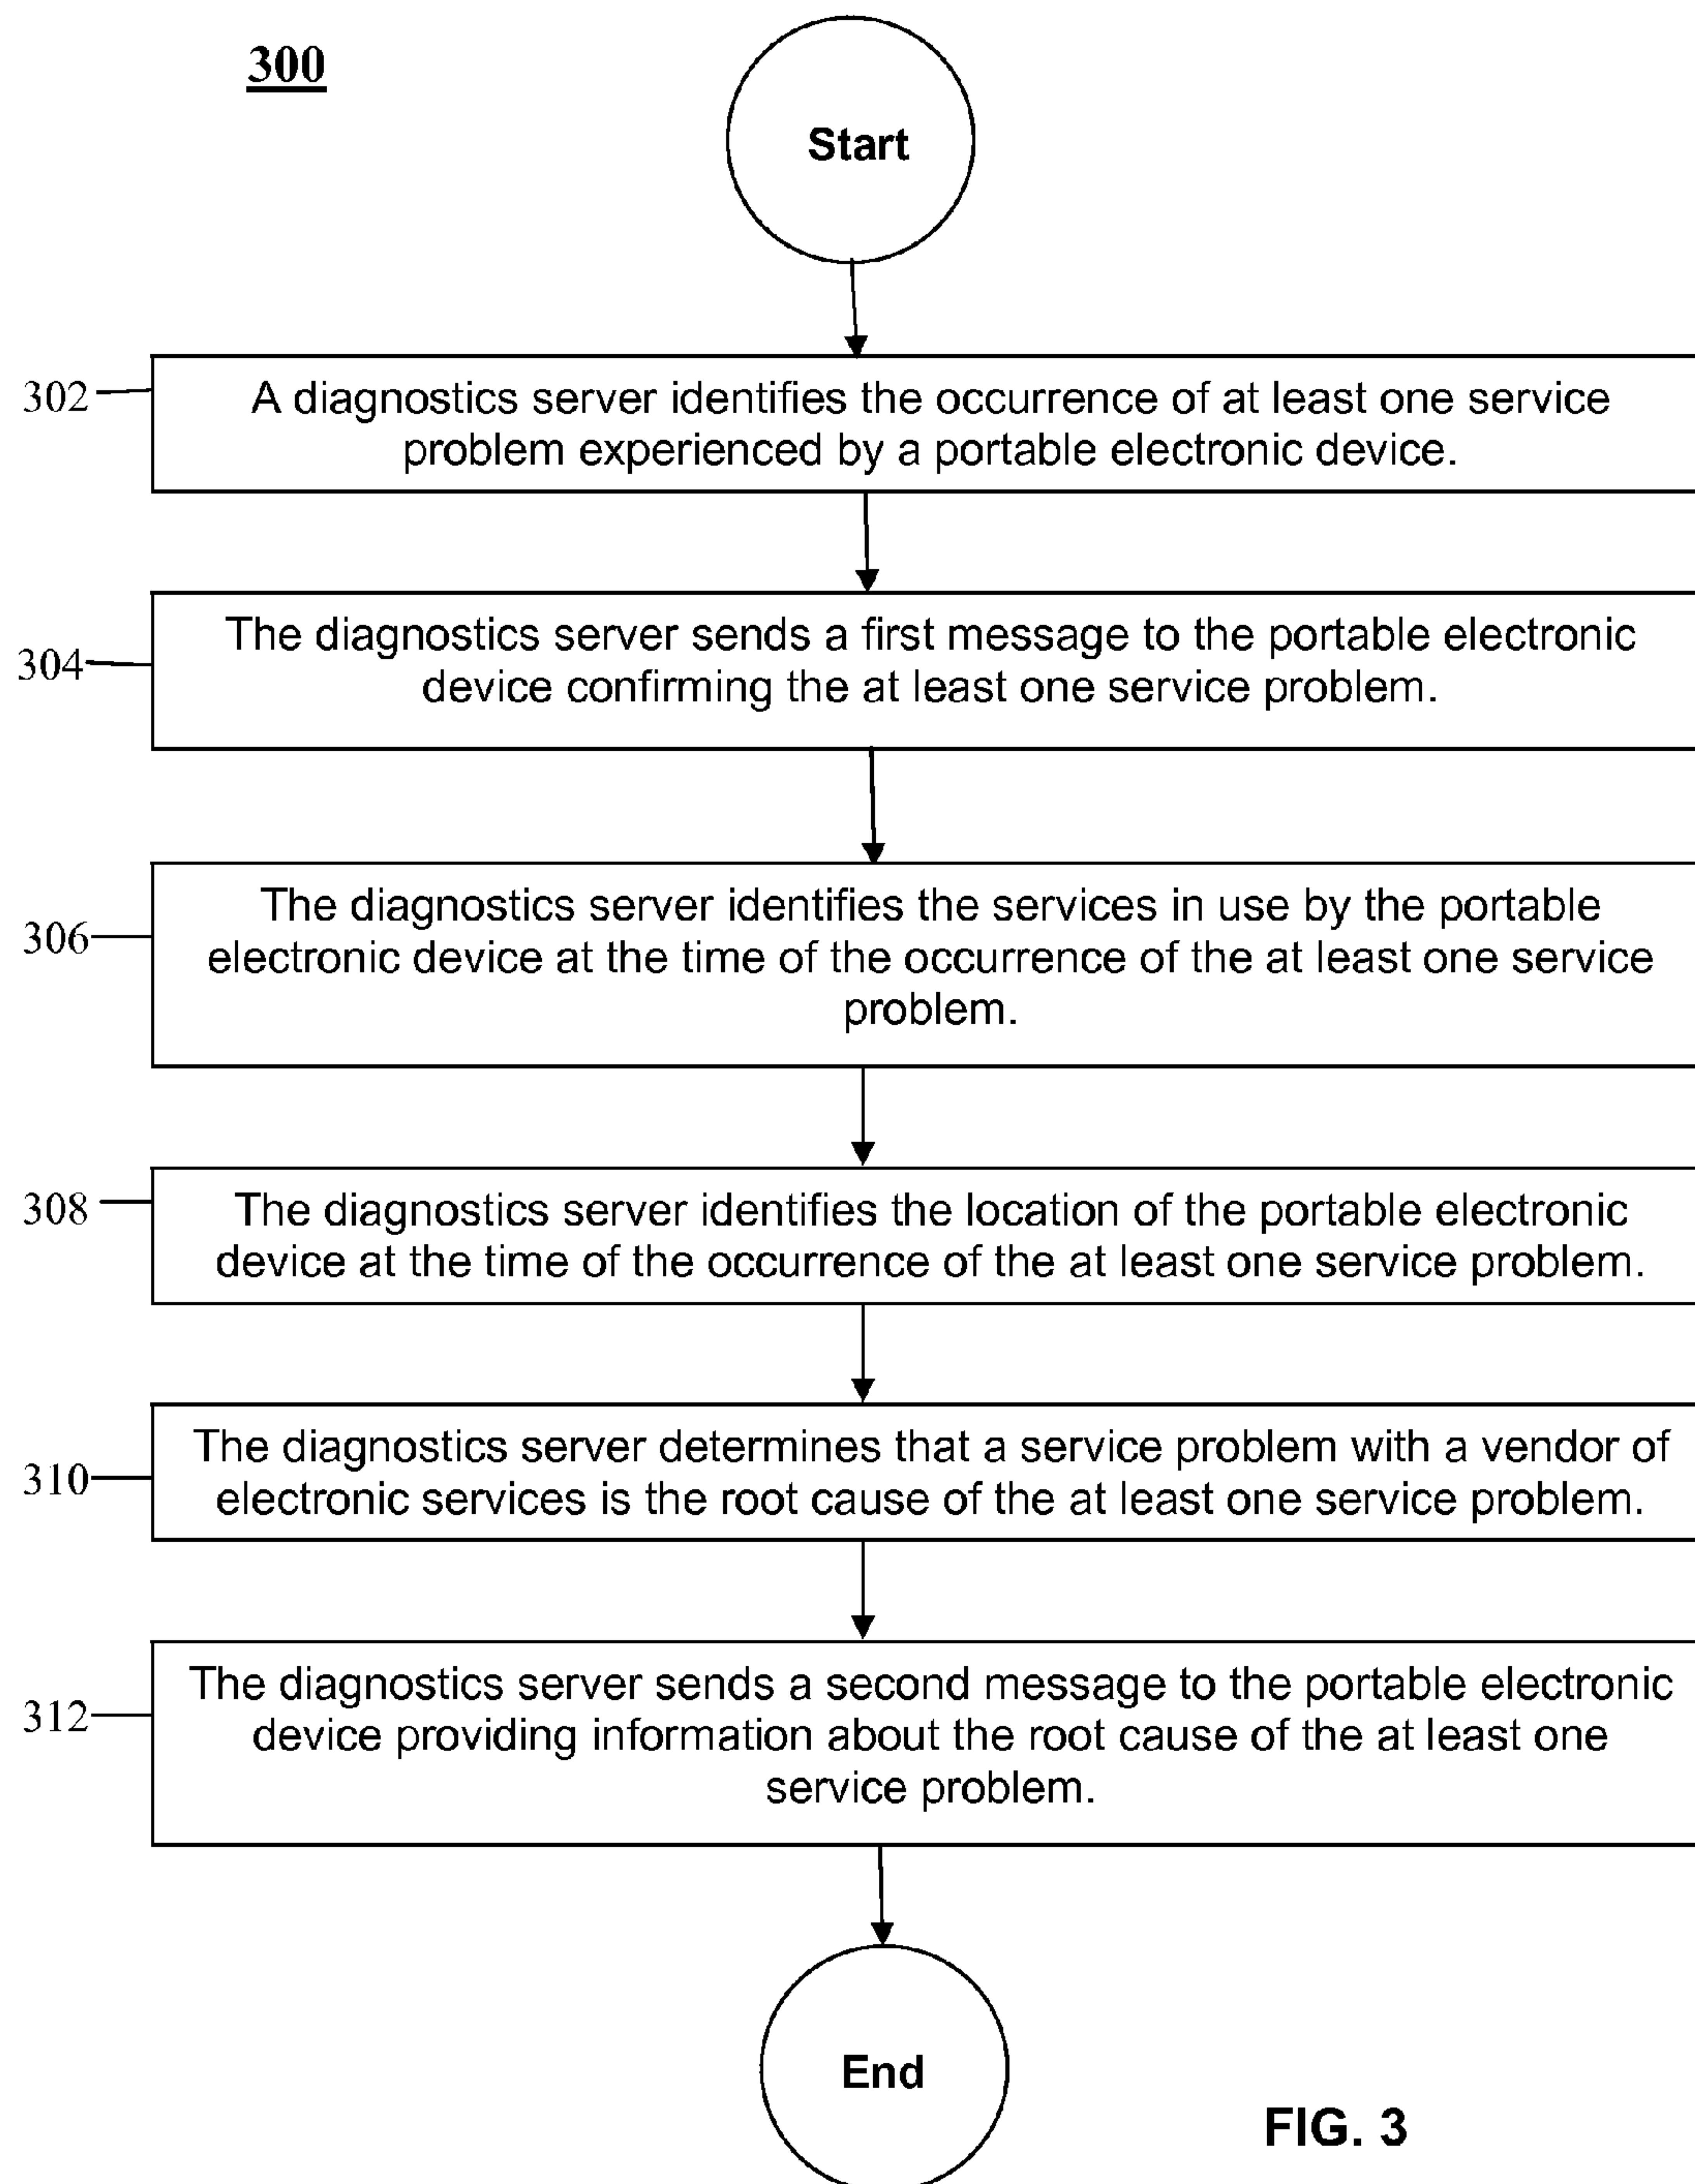 300
Start
302
A diagnostics server identifies the occurrence of at least one service
problem experienced by a portable electronic device.
304
The diagnostics server sends a first message to the portable electronic
device confirming the at least one service problem.
306
The diagnostics server identifies the services in use by the portable
electronic device at the time of the occurrence of the at least one service
problem.
308
The diagnostics server identifies the location of the portable electronic
device at the time of the occurrence of the at least one service problem.
310
The diagnostics server determines that a service problem with a vendor of
electronic services is the root cause of the at least one service problem.
312
The diagnostics server sends a second message to the portable electronic
device providing information about the root cause of the at least one
service problem.
End
FIG. 3